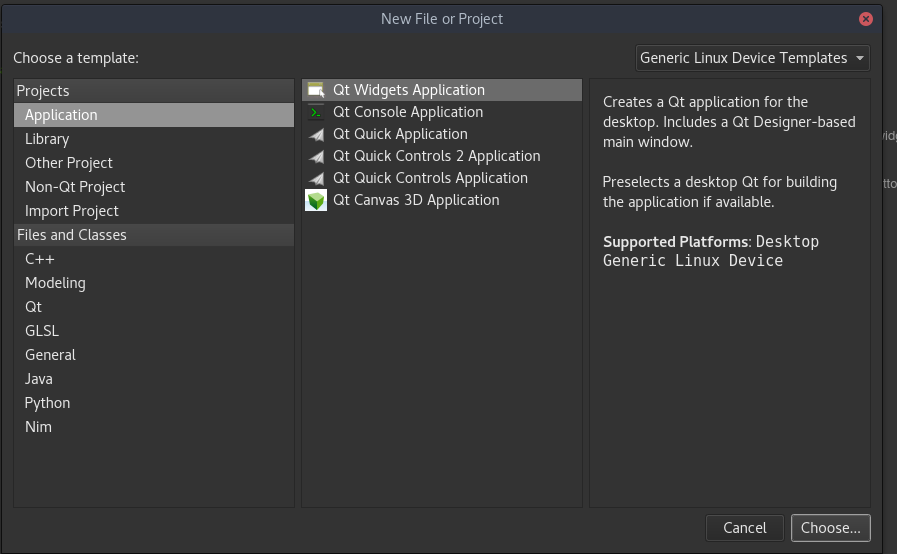 New File or Project
Choose a template:
Generic Linux Device Templates
Projects
Application
Library
Other Project
Non-Qt Project
Import Project
Files and Classes
C++
Modeling
Qt
GLSL
General
Java
Python
Nim
Qt Widgets Application
Qt Console Application
Qt Quick Application
Qt Quick Controls 2 Application
Qt Quick Controls Application
Qt Canvas 3D Application
Creates a Qt application for the
desktop. Includes a Qt Designer-based
main window.
Preselects a desktop Qt for building
the application if available.
Supported Platforms: Desktop
Generic Linux Device
Cancel
Choose...